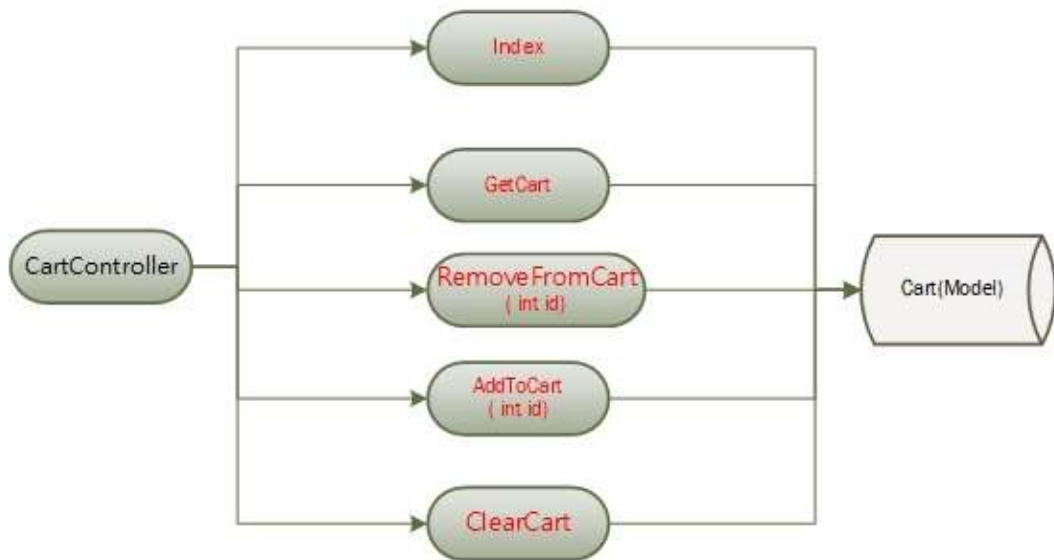 Index
GetCart
CartController
RemoveFromCart
( int id)
Cart(Model)
AddToCart
( int id)
ClearCart